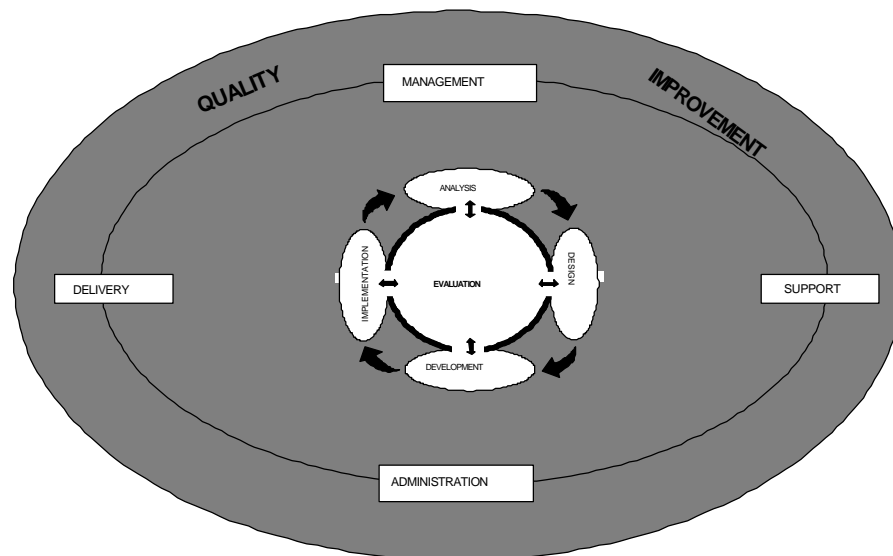 QUALITY
IMPROVEMENT
MANAGEMENT
ANALYSIS
IMPLEMENTATION
EVALUATION
DESIGN
DELIVERY
SUPPORT
DEVELOPMENT
ADMINISTRATION